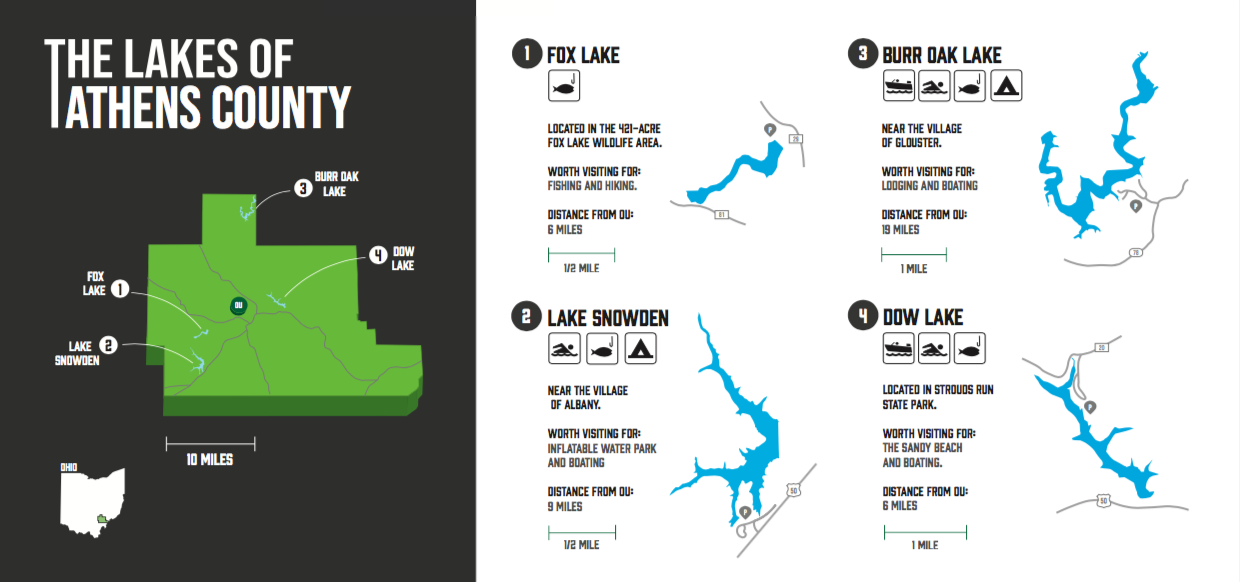 THE LAKES OF
ATHENS COUNTY
3 BURR OAK
LAKE
4 DOW
LAKE
FOX
LAKE 1
OU
LAKE 2
SNOWDEN
10 MILES
OHIO
1 FOX LAKE
LOCATED IN THE 421-ACRE
FOX LAKE WILDLIFE AREA.
WORTH VISITING FOR:
FISHING AND HIKING.
DISTANCE FROM OU:
6 MILES
1/2 MILE
P
81
2 LAKE SNOWDEN
NEAR THE VILLAGE
OF ALBANY.
WORTH VISITING FOR:
INFLATABLE WATER PARK
AND BOATING
DISTANCE FROM OU:
9 MILES
1/2 MILE
P
50
3 BURR OAK LAKE
NEAR THE VILLAGE
OF GLOUSTER.
WORTH VISITING FOR:
LODGING AND BOATING
DISTANCE FROM OU:
19 MILES
1 MILE
P
78
4 DOW LAKE
LOCATED IN STROUDS RUN
STATE PARK.
WORTH VISITING FOR:
THE SANDY BEACH
AND BOATING.
DISTANCE FROM OU:
6 MILES
1 MILE
20
P
50